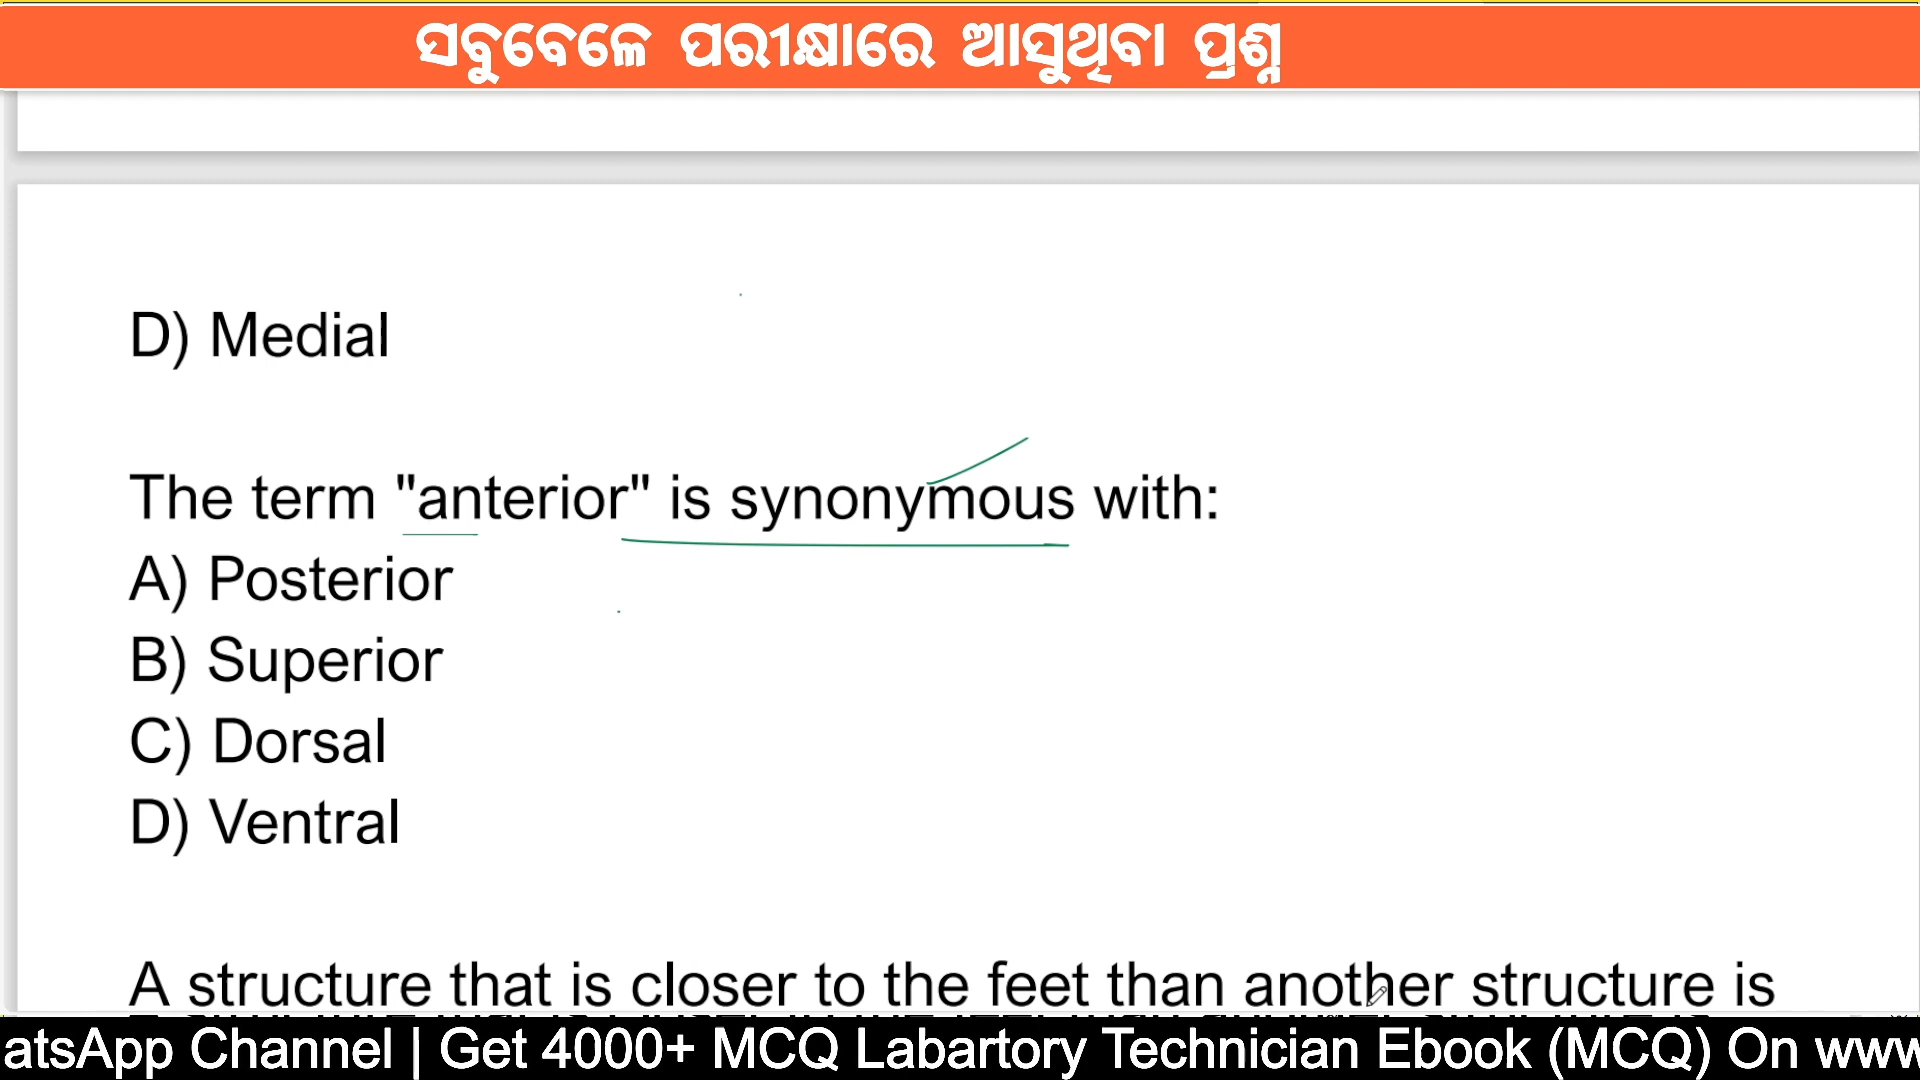 ସବୁବେଳେ ପରୀକ୍ଷାରେ ଆସୁଥିବା ପ୍ରଶ୍ନ
D) Medial
The term "anterior" is synonymous with:
A) Posterior
B) Superior
C) Dorsal
D) Ventral
A structure that is closer to the feet than another structure is
atsApp Channel | Get 4000+ MCQ Labartory Technician Ebook (MCQ) On www